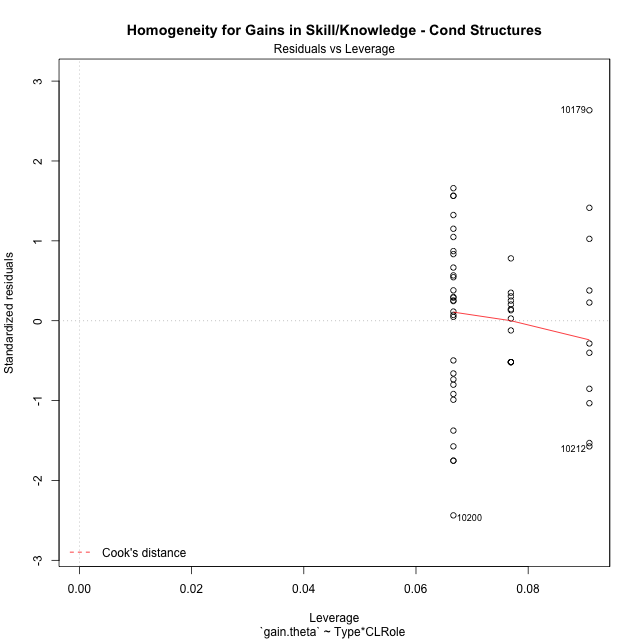 Homogeneity for Gains in Skill/Knowledge - Cond Structures
Residuals vs Leverage
3
2
1
0
-1
-2
-3
Standardized residuals
10179
10212
10200
Cook's distance
0.00 0.02 0.04 0.06 0.08
Leverage
`gain.theta` ~ Type*CLRole